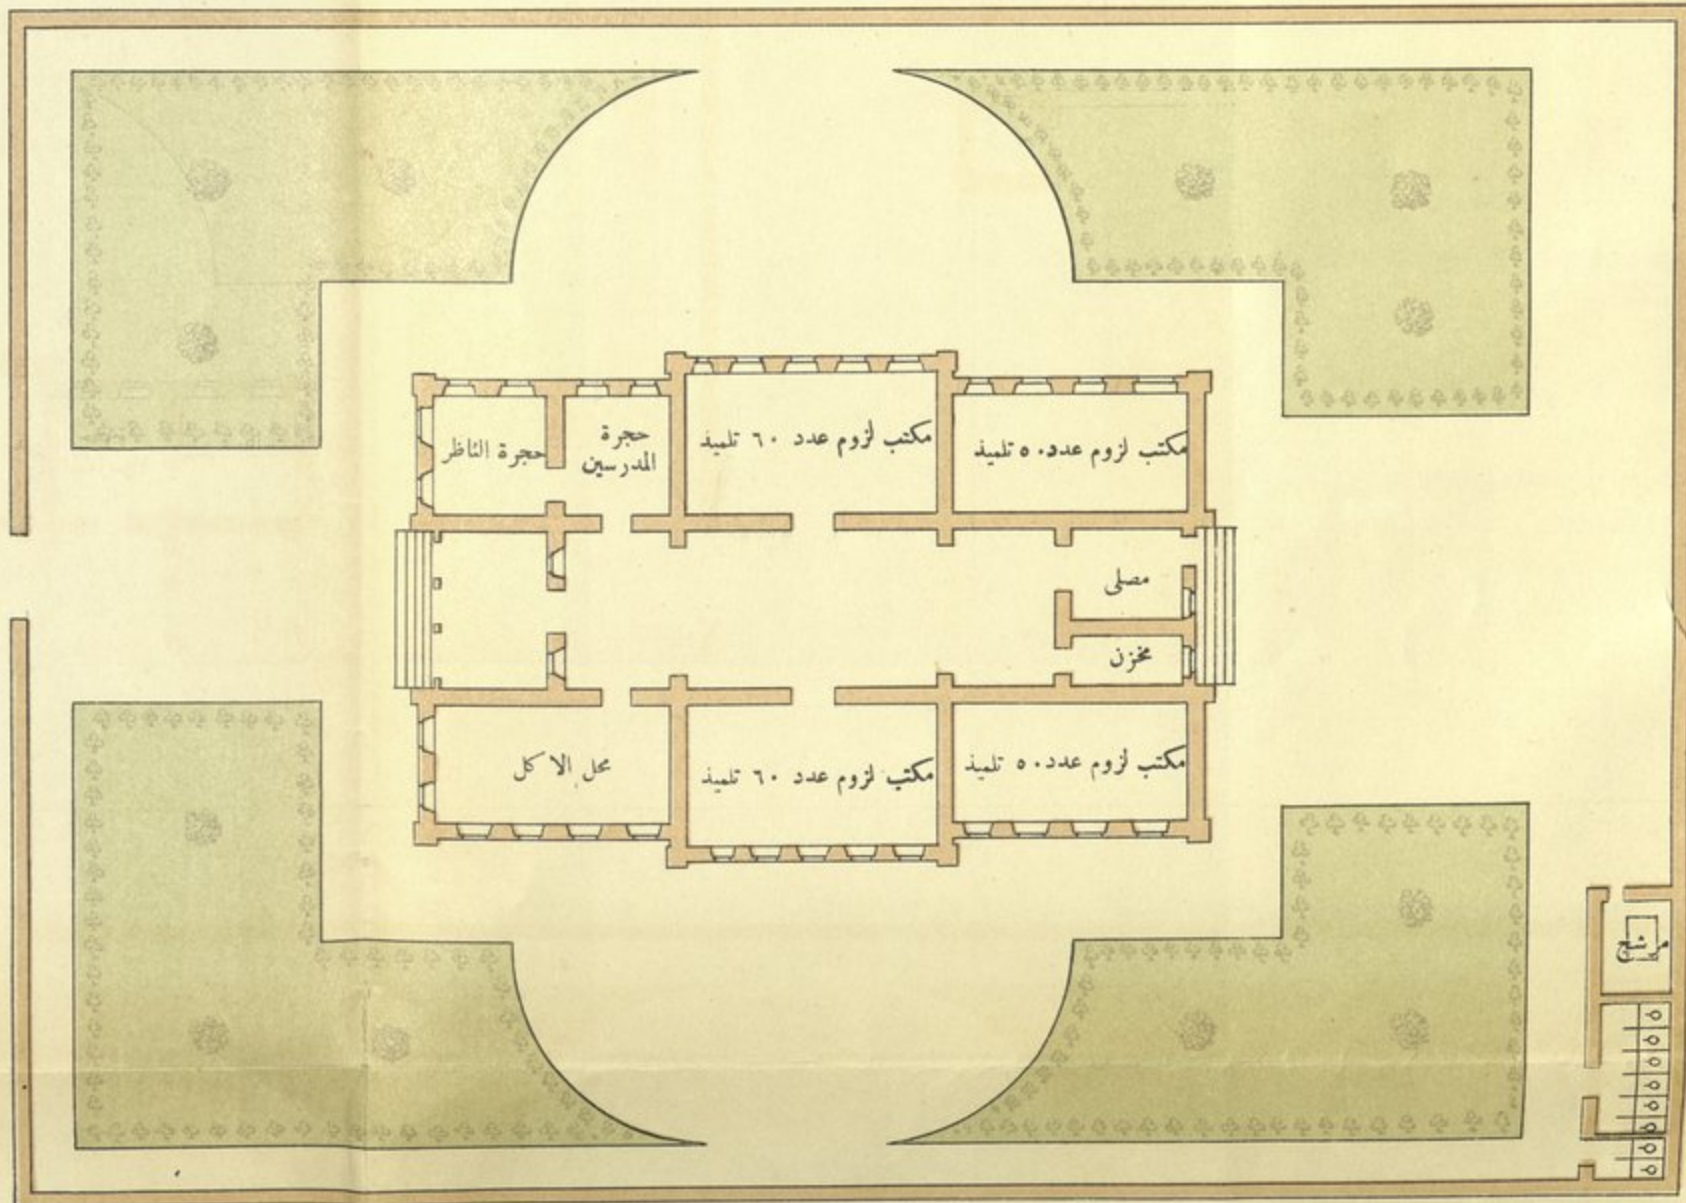 مكتب لزوم عدد ٥٠ تلميذ
مكتب لزوم عدد ٦٠ تلميذ
حجرة
المدرسين
حجرة الناظر
مصلى
مخزن
مكتب لزوم عدد ٥٠ تلميذ
مكتب لزوم عدد ٦٠ تلميذ
محل الاكل
مرشح